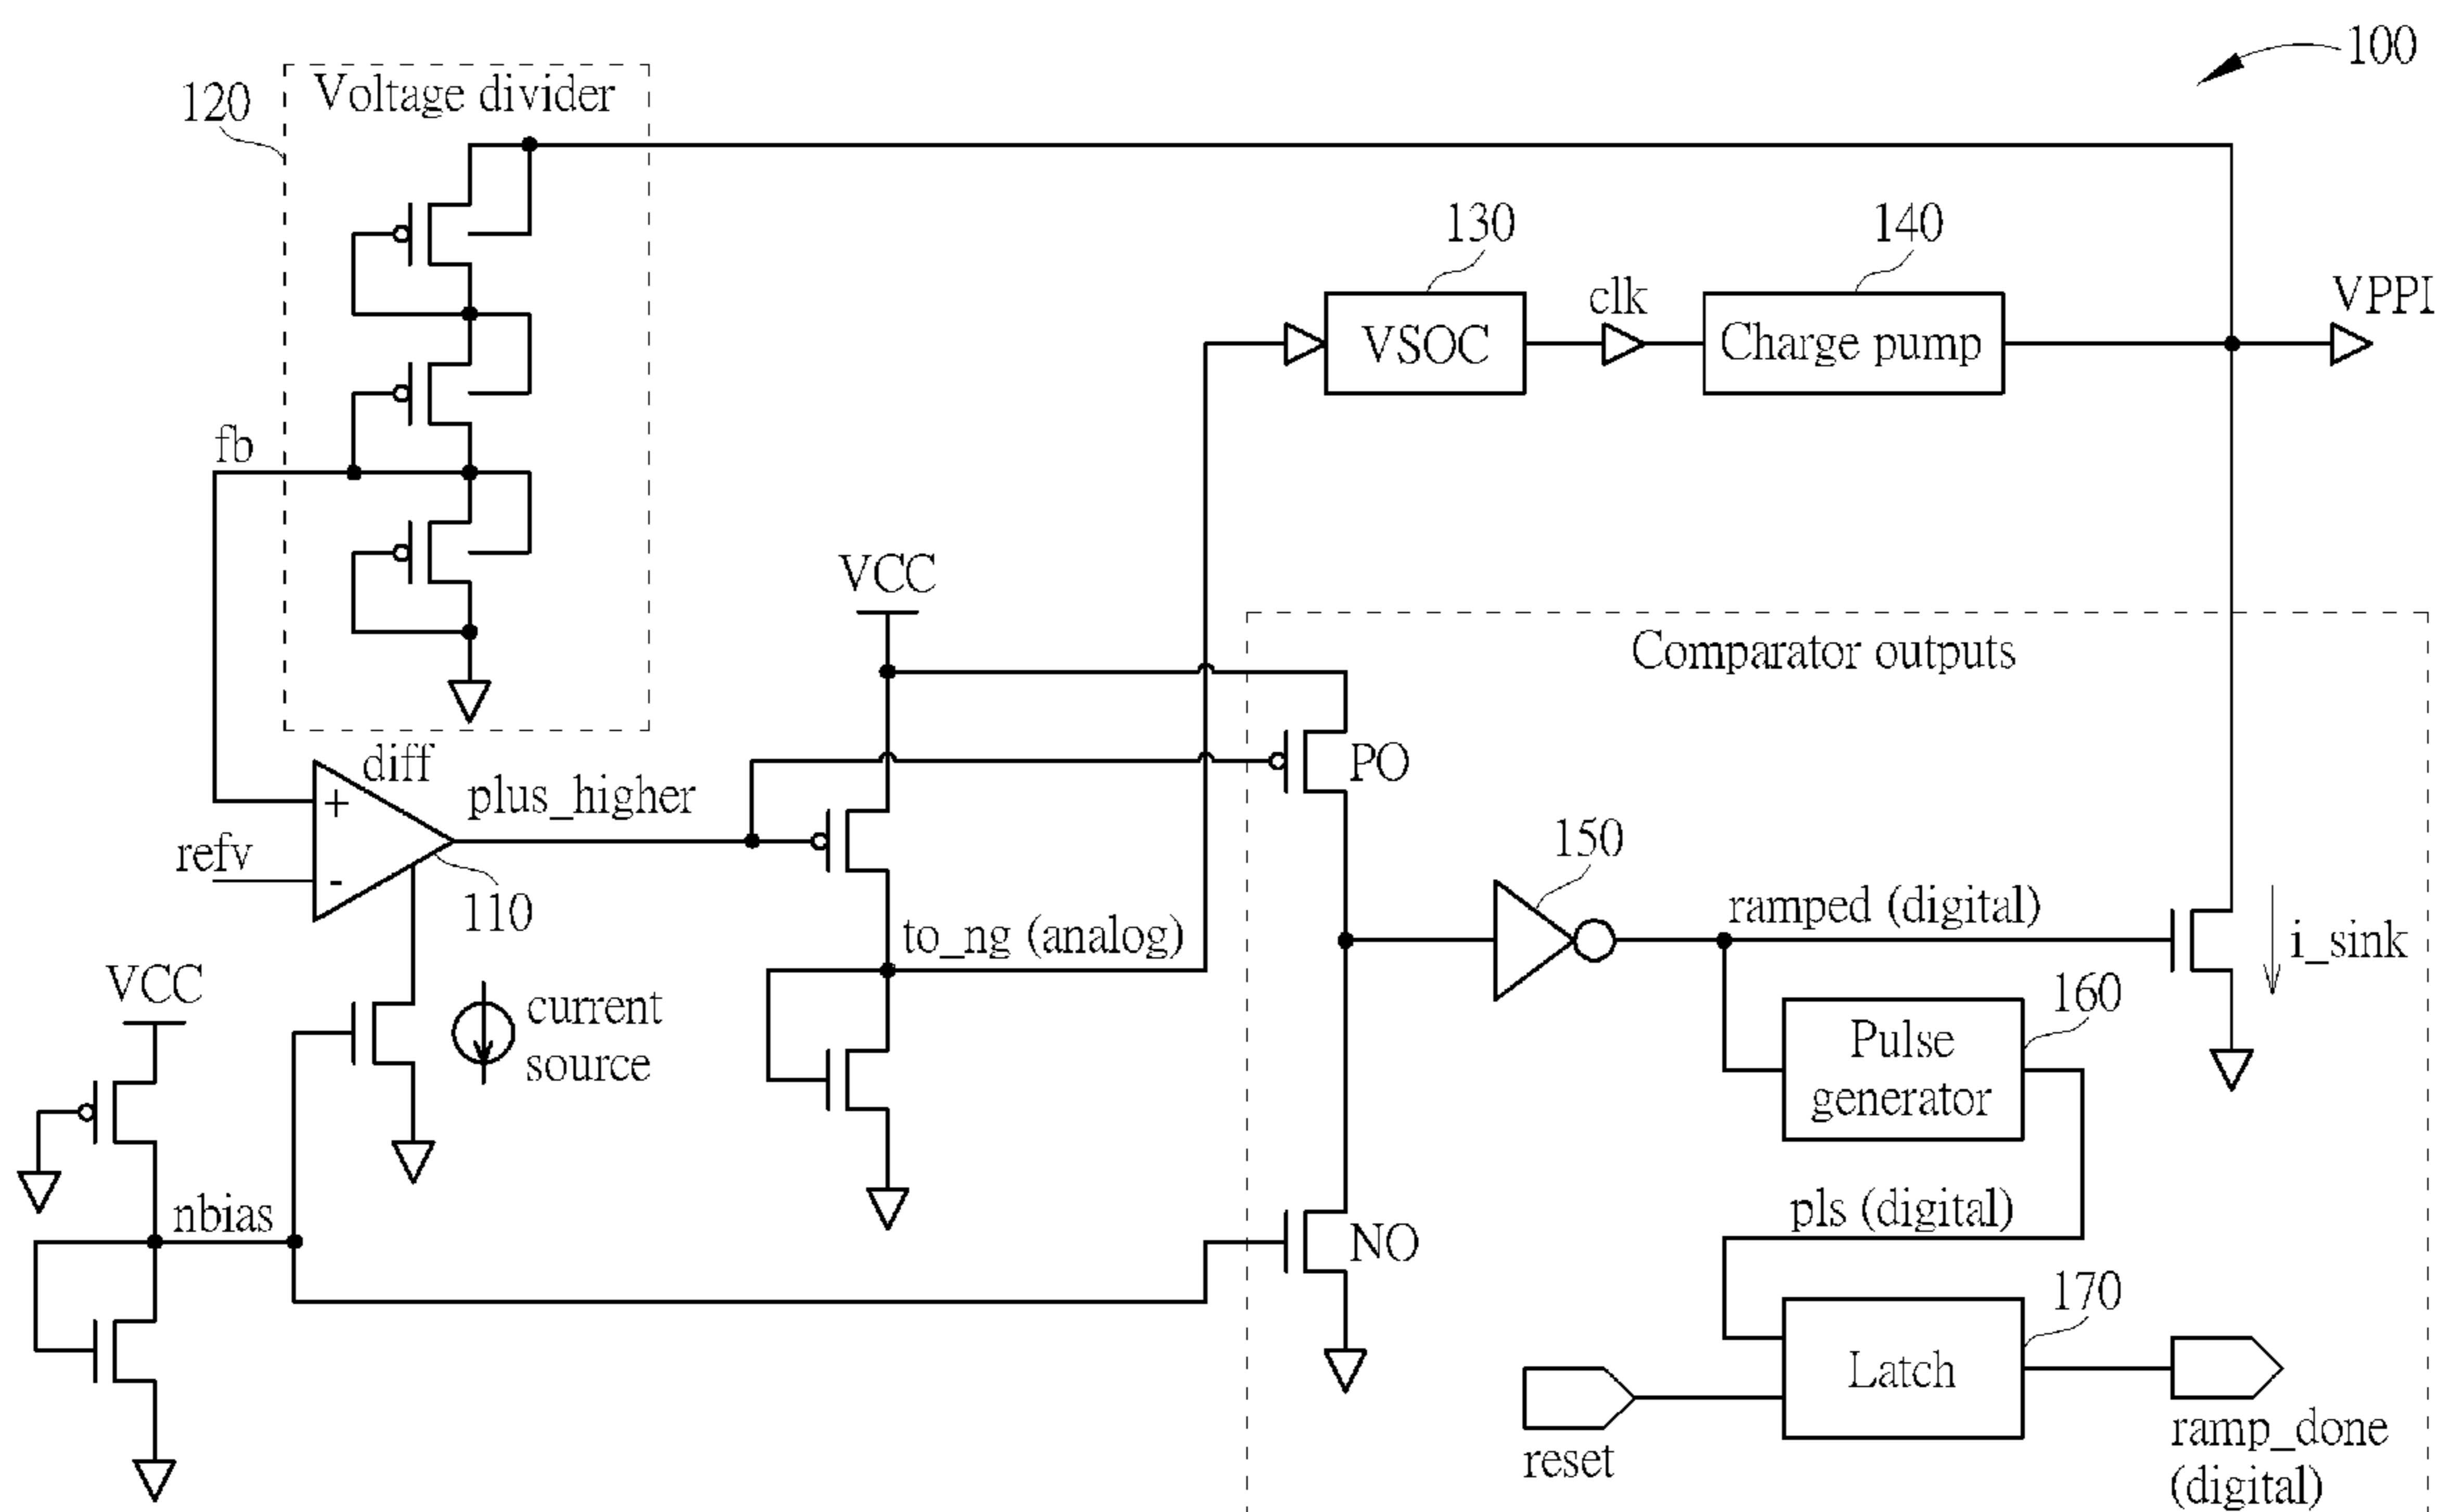 100
Voltage divider
120
130
140
clk
VPPI
VSOC
Charge pump
fb
VCC
Comparator outputs
diff
PO
plus_higher
+
150
refv
-
110
ramped (digital)
to_ng (analog)
i_sink
VCC
current
source
160
Pulse
generator
nbias
pls (digital)
NO
170
Latch
ramp_done
(digital)
reset